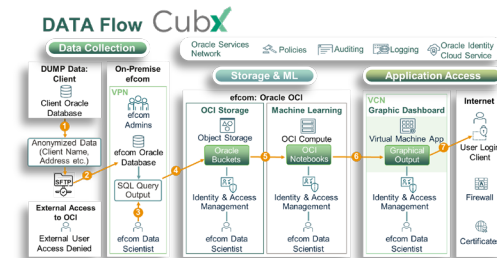 DATA Flow CubX
Data Collection
Oracle Services
Network
Policies
Auditing
Logging
Oracle Identity
Cloud Service
DUMP Data:
Client
Client Oracle
Database
1
Anonymized Data
(Client Name,
Address etc.)
2
SFTP
External Access
to OCI
External User
Access Denied
On-Premise
efcom
VPN
efcom
Admins
efcom Oracle
Database
SQL Query
Output
3
efcom Data
Scientist
4
Storage & ML
efcom: Oracle OCI
OCI Storage
Object Storage
Oracle
Buckets
Identity & Access
Management
efcom Data
Scientist
5
Machine Learning
OCI Compute
OCI
Notebooks
Identity & Access
Management
efcom Data
Scientist
6
Application Access
VCN
Graphic Dashboard
Virtual Machine App
Graphical
Output
Identity & Access
Management
efcom Data
Scientist
7
Internet
User Login
Client
Firewall
Certificates